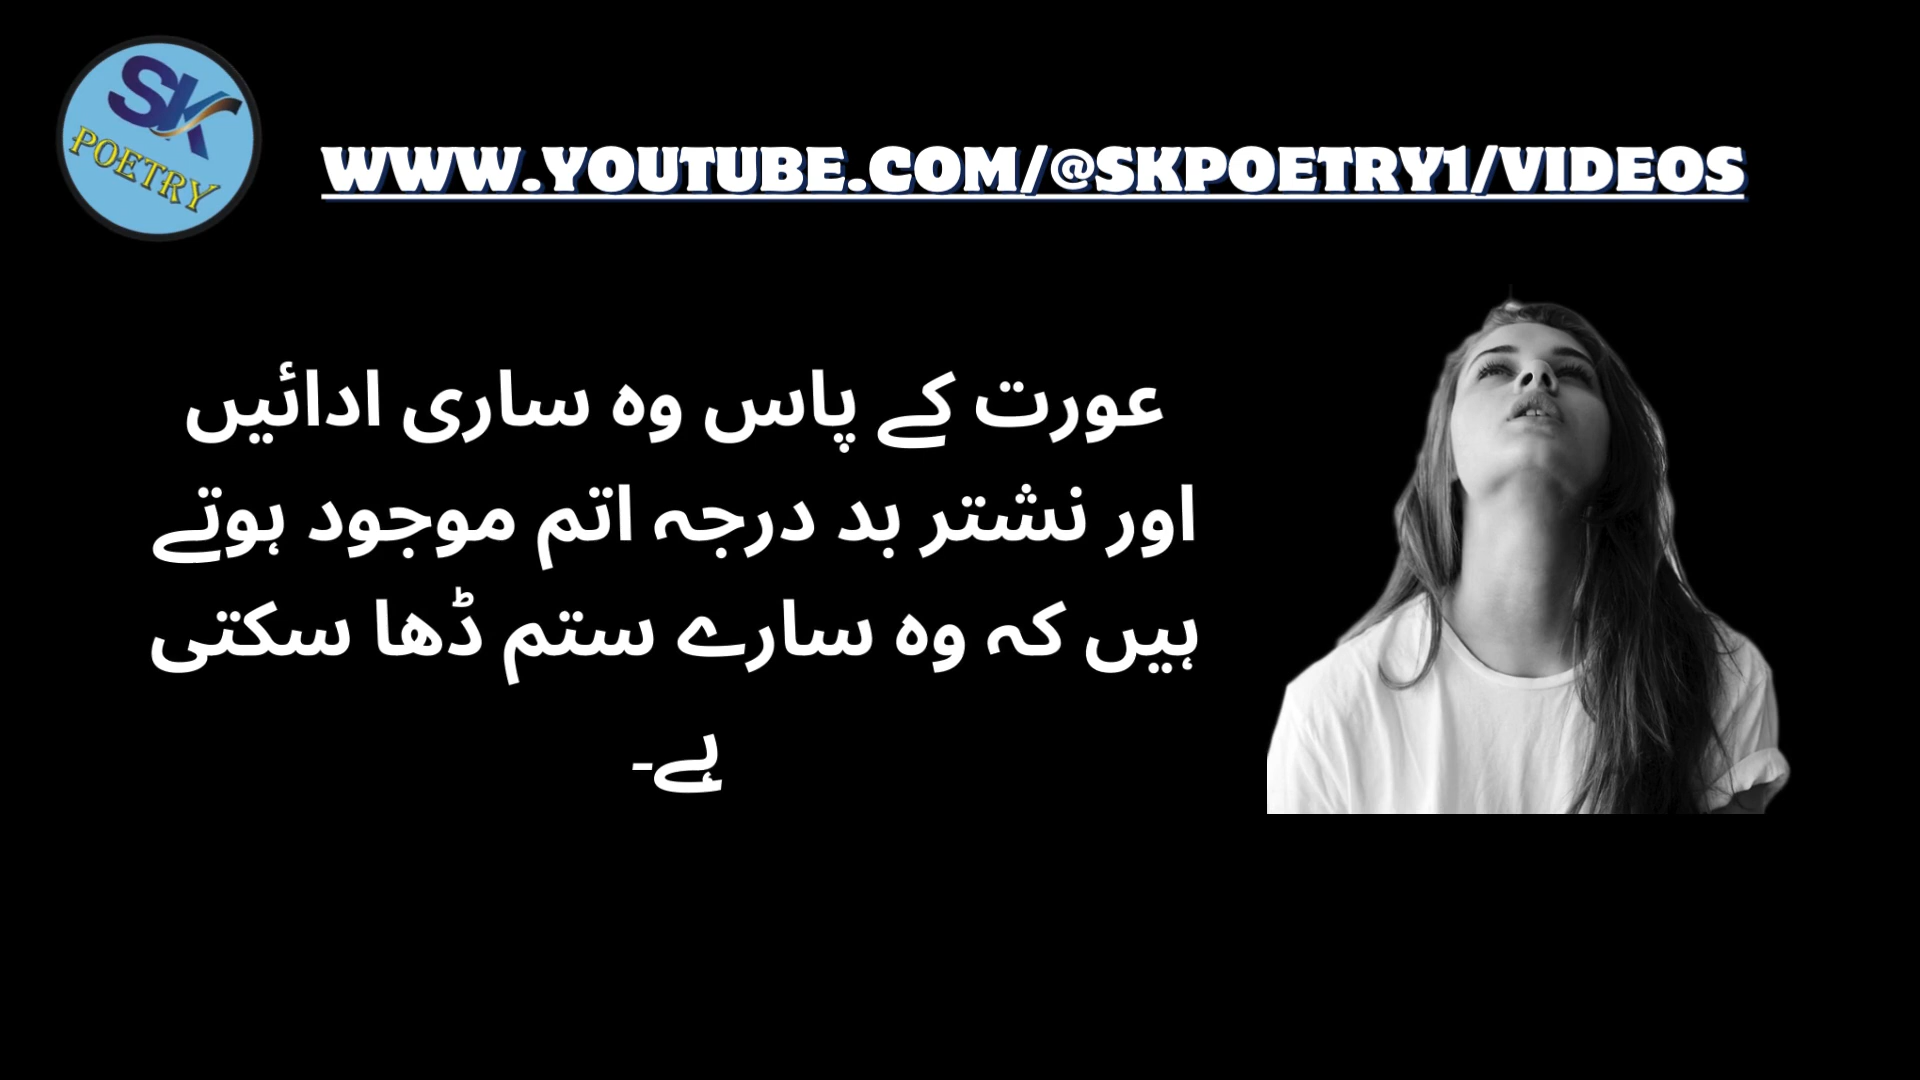 SK
POETRY
WWW.YOUTUBE.COM/@SKPOETRY1/VIDEOS
عورت کے پاس وہ ساری ادائیں
اور نشتر بد درجہ اتم موجود ہوتے
ہیں کہ وہ سارے ستم ڈھا سکتی
ہے۔